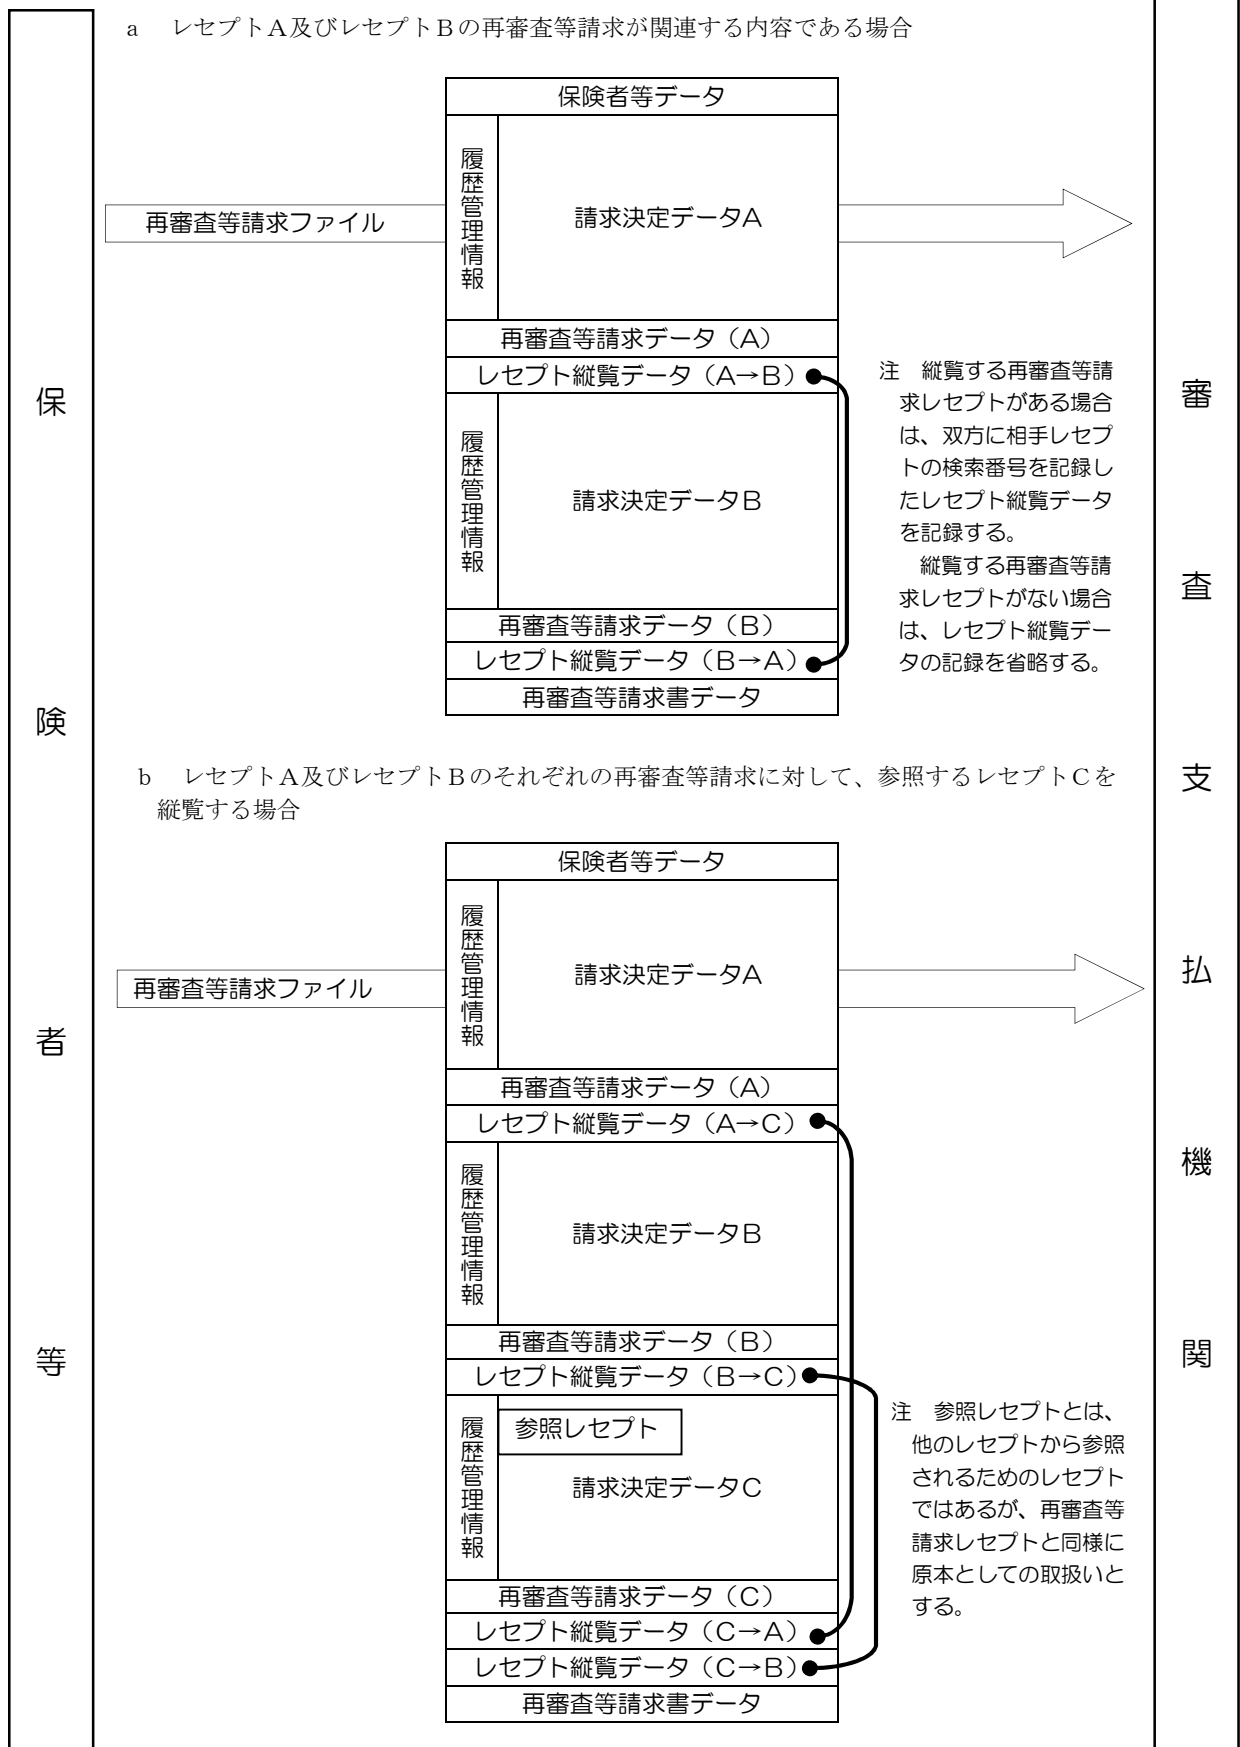 保険者等
a　レセプトA及びレセプトBの再審査等請求が関連する内容である場合
再審査等請求ファイル
保険者等データ
履歴管理情報
請求決定データA
再審査等請求データ（A）
レセプト縦覧データ（A→B）
履歴管理情報
請求決定データB
再審査等請求データ（B）
レセプト縦覧データ（B→A）
再審査等請求書データ
注　縦覧する再審査等請
求レセプトがある場合
は、双方に相手レセプ
トの検索番号を記録し
たレセプト縦覧データ
を記録する。
縦覧する再審査等請
求レセプトがない場合
は、レセプト縦覧デー
タの記録を省略する。
b　レセプトA及びレセプトBのそれぞれの再審査等請求に対して、参照するレセプトCを
縦覧する場合
再審査等請求ファイル
保険者等データ
履歴管理情報
請求決定データA
再審査等請求データ（A）
レセプト縦覧データ（A→C）
履歴管理情報
請求決定データB
再審査等請求データ（B）
レセプト縦覧データ（B→C）
履歴管理情報
参照レセプト
請求決定データC
再審査等請求データ（C）
レセプト縦覧データ（C→A）
レセプト縦覧データ（C→B）
再審査等請求書データ
注　参照レセプトとは、
他のレセプトから参照
されるためのレセプト
ではあるが、再審査等
請求レセプトと同様に
原本としての取扱いと
する。
審査支払機関